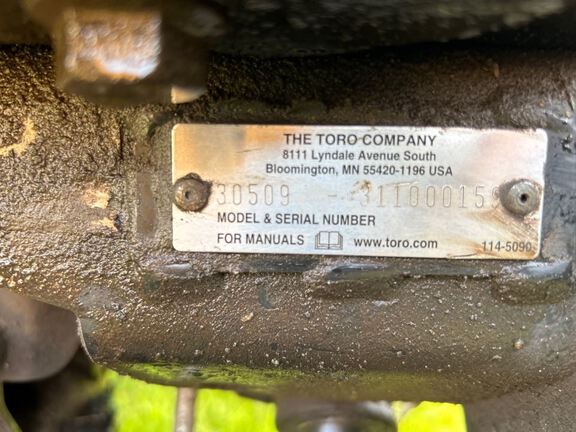 THE TORO COMPANY
8111 Lyndale Avenue South
Bloomington, MN 55420-1196 USA
30509 - 
MODEL & SERIAL NUMBER
FOR MANUALS www.toro.com 114-5090